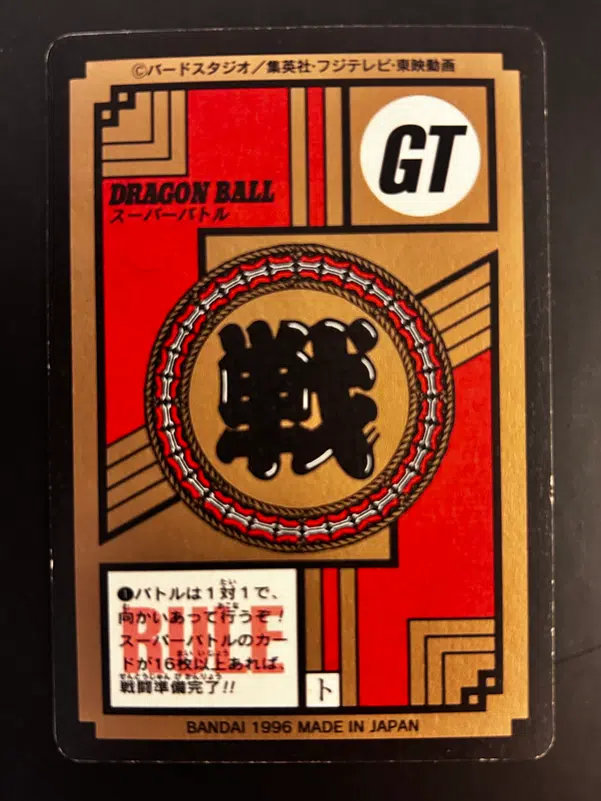 ©バードスタジオ／集英社・フジテレビ・東映動画
GT
DRAGON BALL
スーパーバトル
戦
RULE
❶バトルは1対1で、
向かいあって行うぞ！
スーパーバトルのカー
ドが16枚以上あれば、
戦闘準備完了!!
ト
BANDAI 1996 MADE IN JAPAN